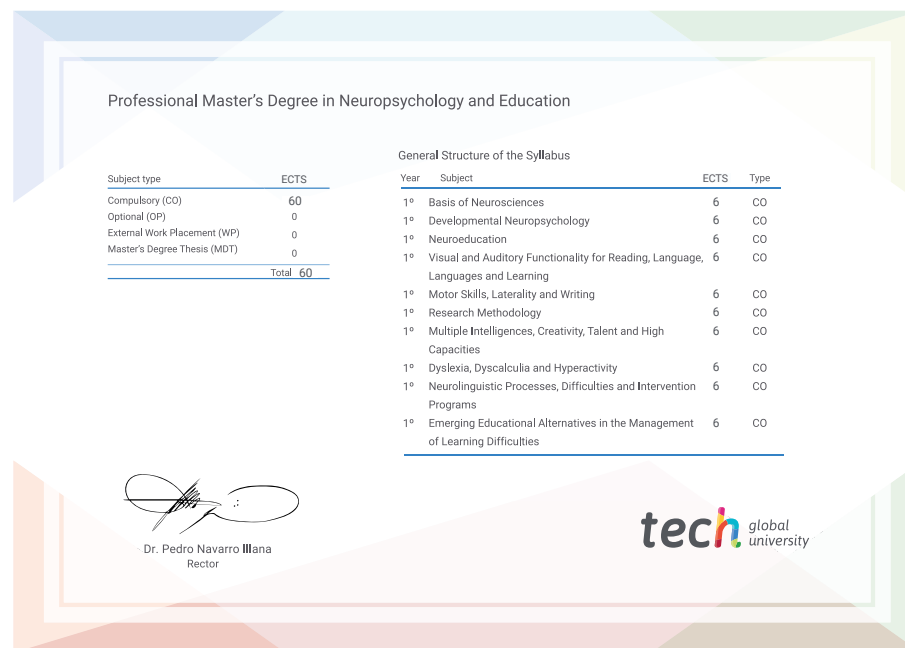 Professional Master's Degree in Neuropsychology and Education
Subject type ECTS
Compulsory (CO) 60
Optional (OP) 0
External Work Placement (WP) 0
Master's Degree Thesis (MDT) 0
Total 60
General Structure of the Syllabus
Year Subject ECTS Type
1º Basis of Neurosciences 6 CO
1º Developmental Neuropsychology 6 CO
1º Neuroeducation 6 CO
1º Visual and Auditory Functionality for Reading, Language, 6 CO
Languages and Learning
1º Motor Skills, Laterality and Writing 6 CO
1º Research Methodology 6 CO
1º Multiple Intelligences, Creativity, Talent and High 6 CO
Capacities
1º Dyslexia, Dyscalculia and Hyperactivity 6 CO
1º Neurolinguistic Processes, Difficulties and Intervention 6 CO
Programs
1º Emerging Educational Alternatives in the Management 6 CO
of Learning Difficulties
Dr. Pedro Navarro Illana
Rector
tech global
university